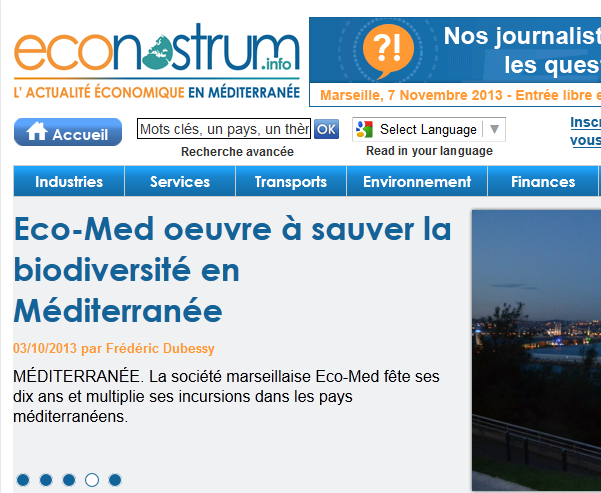 econostrum.info
L' ACTUALITÉ ÉCONOMIQUE EN MÉDITERRANÉE
?!
Nos journalist
les ques
Marseille, 7 Novembre 2013 - Entrée libre e
Accueil
Mots clés, un pays, un thèr
OK
Recherche avancée
Select Language
Read in your language
Inscr
vous
Industries
Services
Transports
Environnement
Finances
Eco-Med oeuvre à sauver la
biodiversité en
Méditerranée
03/10/2013 par Frédéric Dubessy
MÉDITERRANÉE. La société marseillaise Eco-Med fête ses
dix ans et multiplie ses incursions dans les pays
méditerranéens.